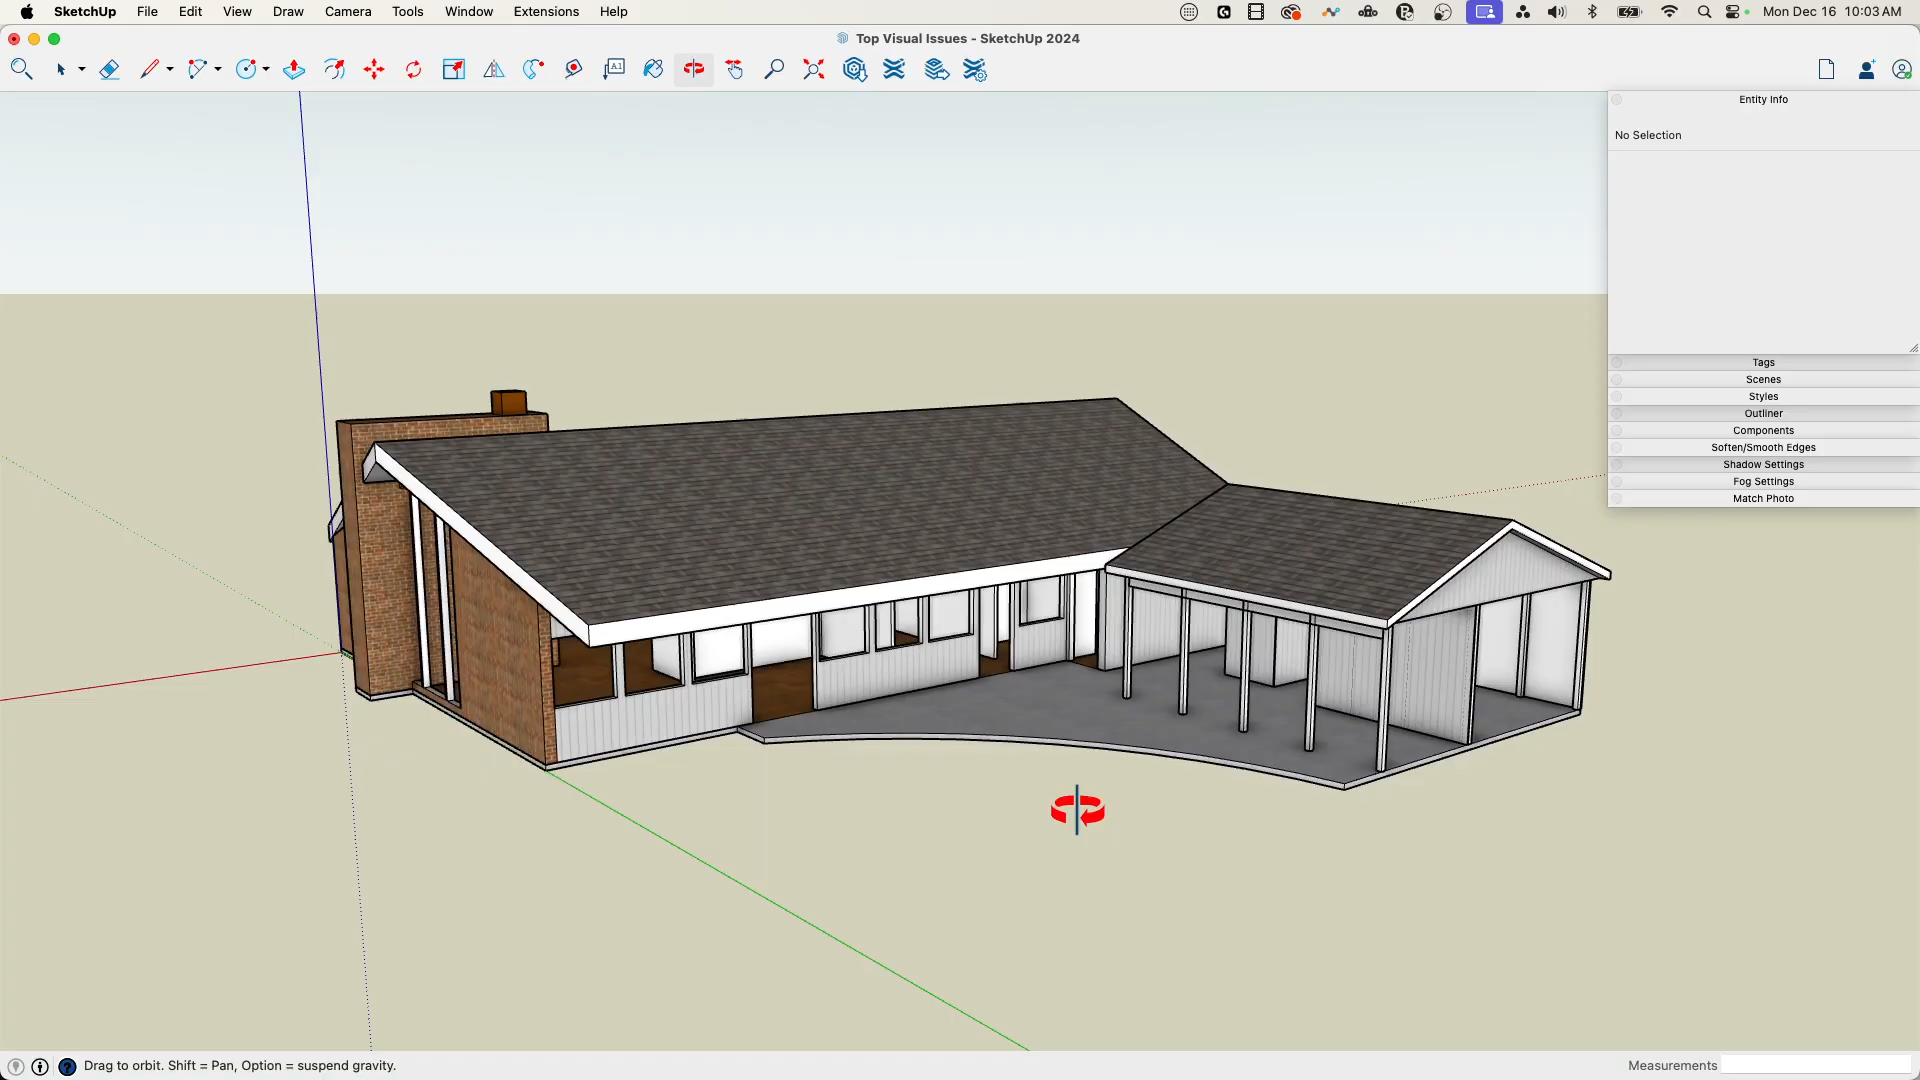 SketchUp File Edit View Draw Camera Tools Window Extensions Help Mon Dec 16 10:03 AM
Top Visual Issues - SketchUp 2024
A1
Entity Info
No Selection
Tags
Scenes
Styles
Outliner
Components
Soften/Smooth Edges
Shadow Settings
Fog Settings
Match Photo
Drag to orbit. Shift = Pan, Option = suspend gravity.
Measurements